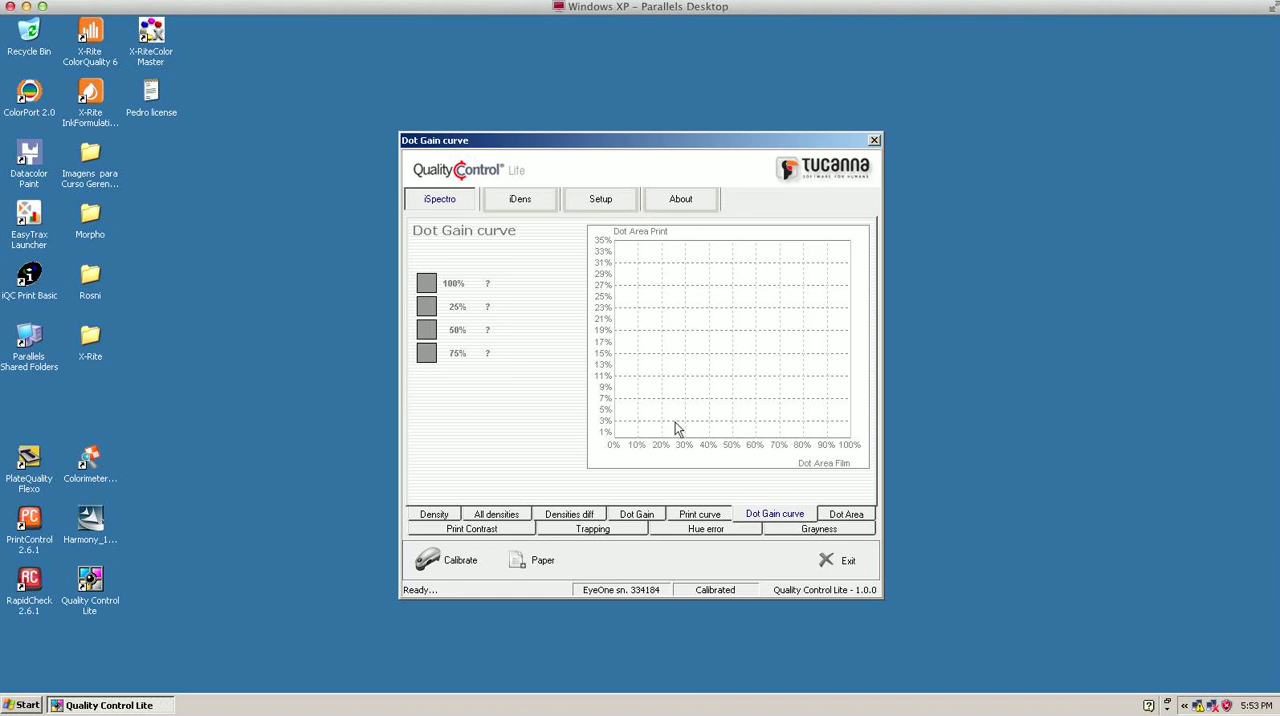 Windows XP - Parallels Desktop
Recycle Bin
X-Rite
ColorQuality 6
X-RiteColor
Master
ColorPort 2.0
X-Rite
InkFormulati...
Pedro license
Datacolor
Paint
Imagens para
Curso Geren...
EasyTrax
Launcher
Morpho
iQC Print Basic
Rosni
Parallels
Shared Folders
X-Rite
PlateQuality
Flexo
Colorimeter...
PrintControl
2.6.1
Harmony_1...
RapidCheck
2.6.1
Quality Control
Lite
Dot Gain curve
QualityControl® Lite
TUCANNA
SOFTWARE FOR HUMANS
iSpectro
iDens
Setup
About
Dot Gain curve
100% ?
25% ?
50% ?
75% ?
Dot Area Print
35%
33%
31%
29%
27%
25%
23%
21%
19%
17%
15%
13%
11%
9%
7%
5%
3%
1%
0% 10% 20% 30% 40% 50% 60% 70% 80% 90% 100%
Dot Area Film
Density
All densities
Densities diff
Dot Gain
Print curve
Dot Gain curve
Dot Area
Print Contrast
Trapping
Hue error
Grayness
Calibrate
Paper
Exit
Ready...
EyeOne sn. 334184
Calibrated
Quality Control Lite - 1.0.0
Start
Quality Control Lite
5:53 PM